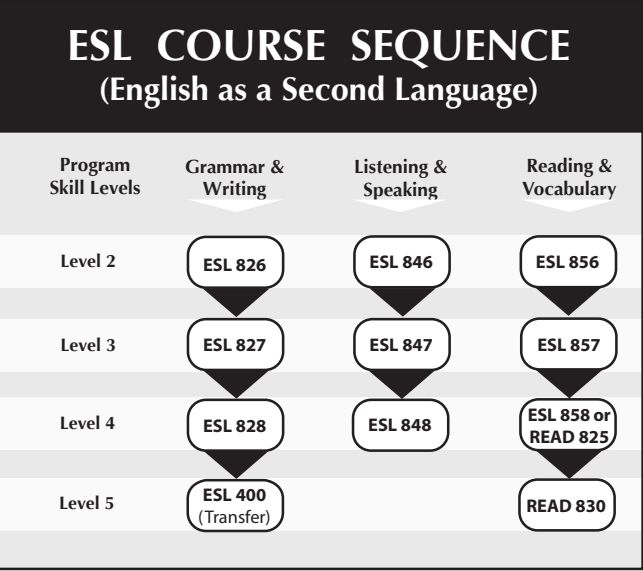 ESL COURSE SEQUENCE
(English as a Second Language)
Program
Skill Levels
Grammar &
Writing
Listening &
Speaking
Reading &
Vocabulary
Level 2
ESL 826
ESL 846
ESL 856
Level 3
ESL 827
ESL 847
ESL 857
Level 4
ESL 828
ESL 848
ESL 858 or
READ 825
Level 5
ESL 400
(Transfer)
READ 830